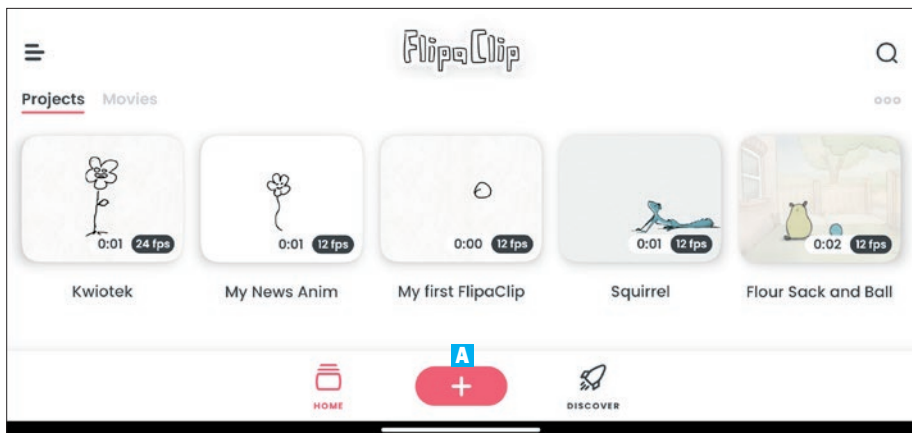 FlipaClip
Projects Movies
0:01 24 fps
0:01 12 fps
0:00 12 fps
0:01 12 fps
0:02 12 fps
Kwiotek
My News Anim
My first FlipaClip
Squirrel
Flour Sack and Ball
A
HOME
DISCOVER